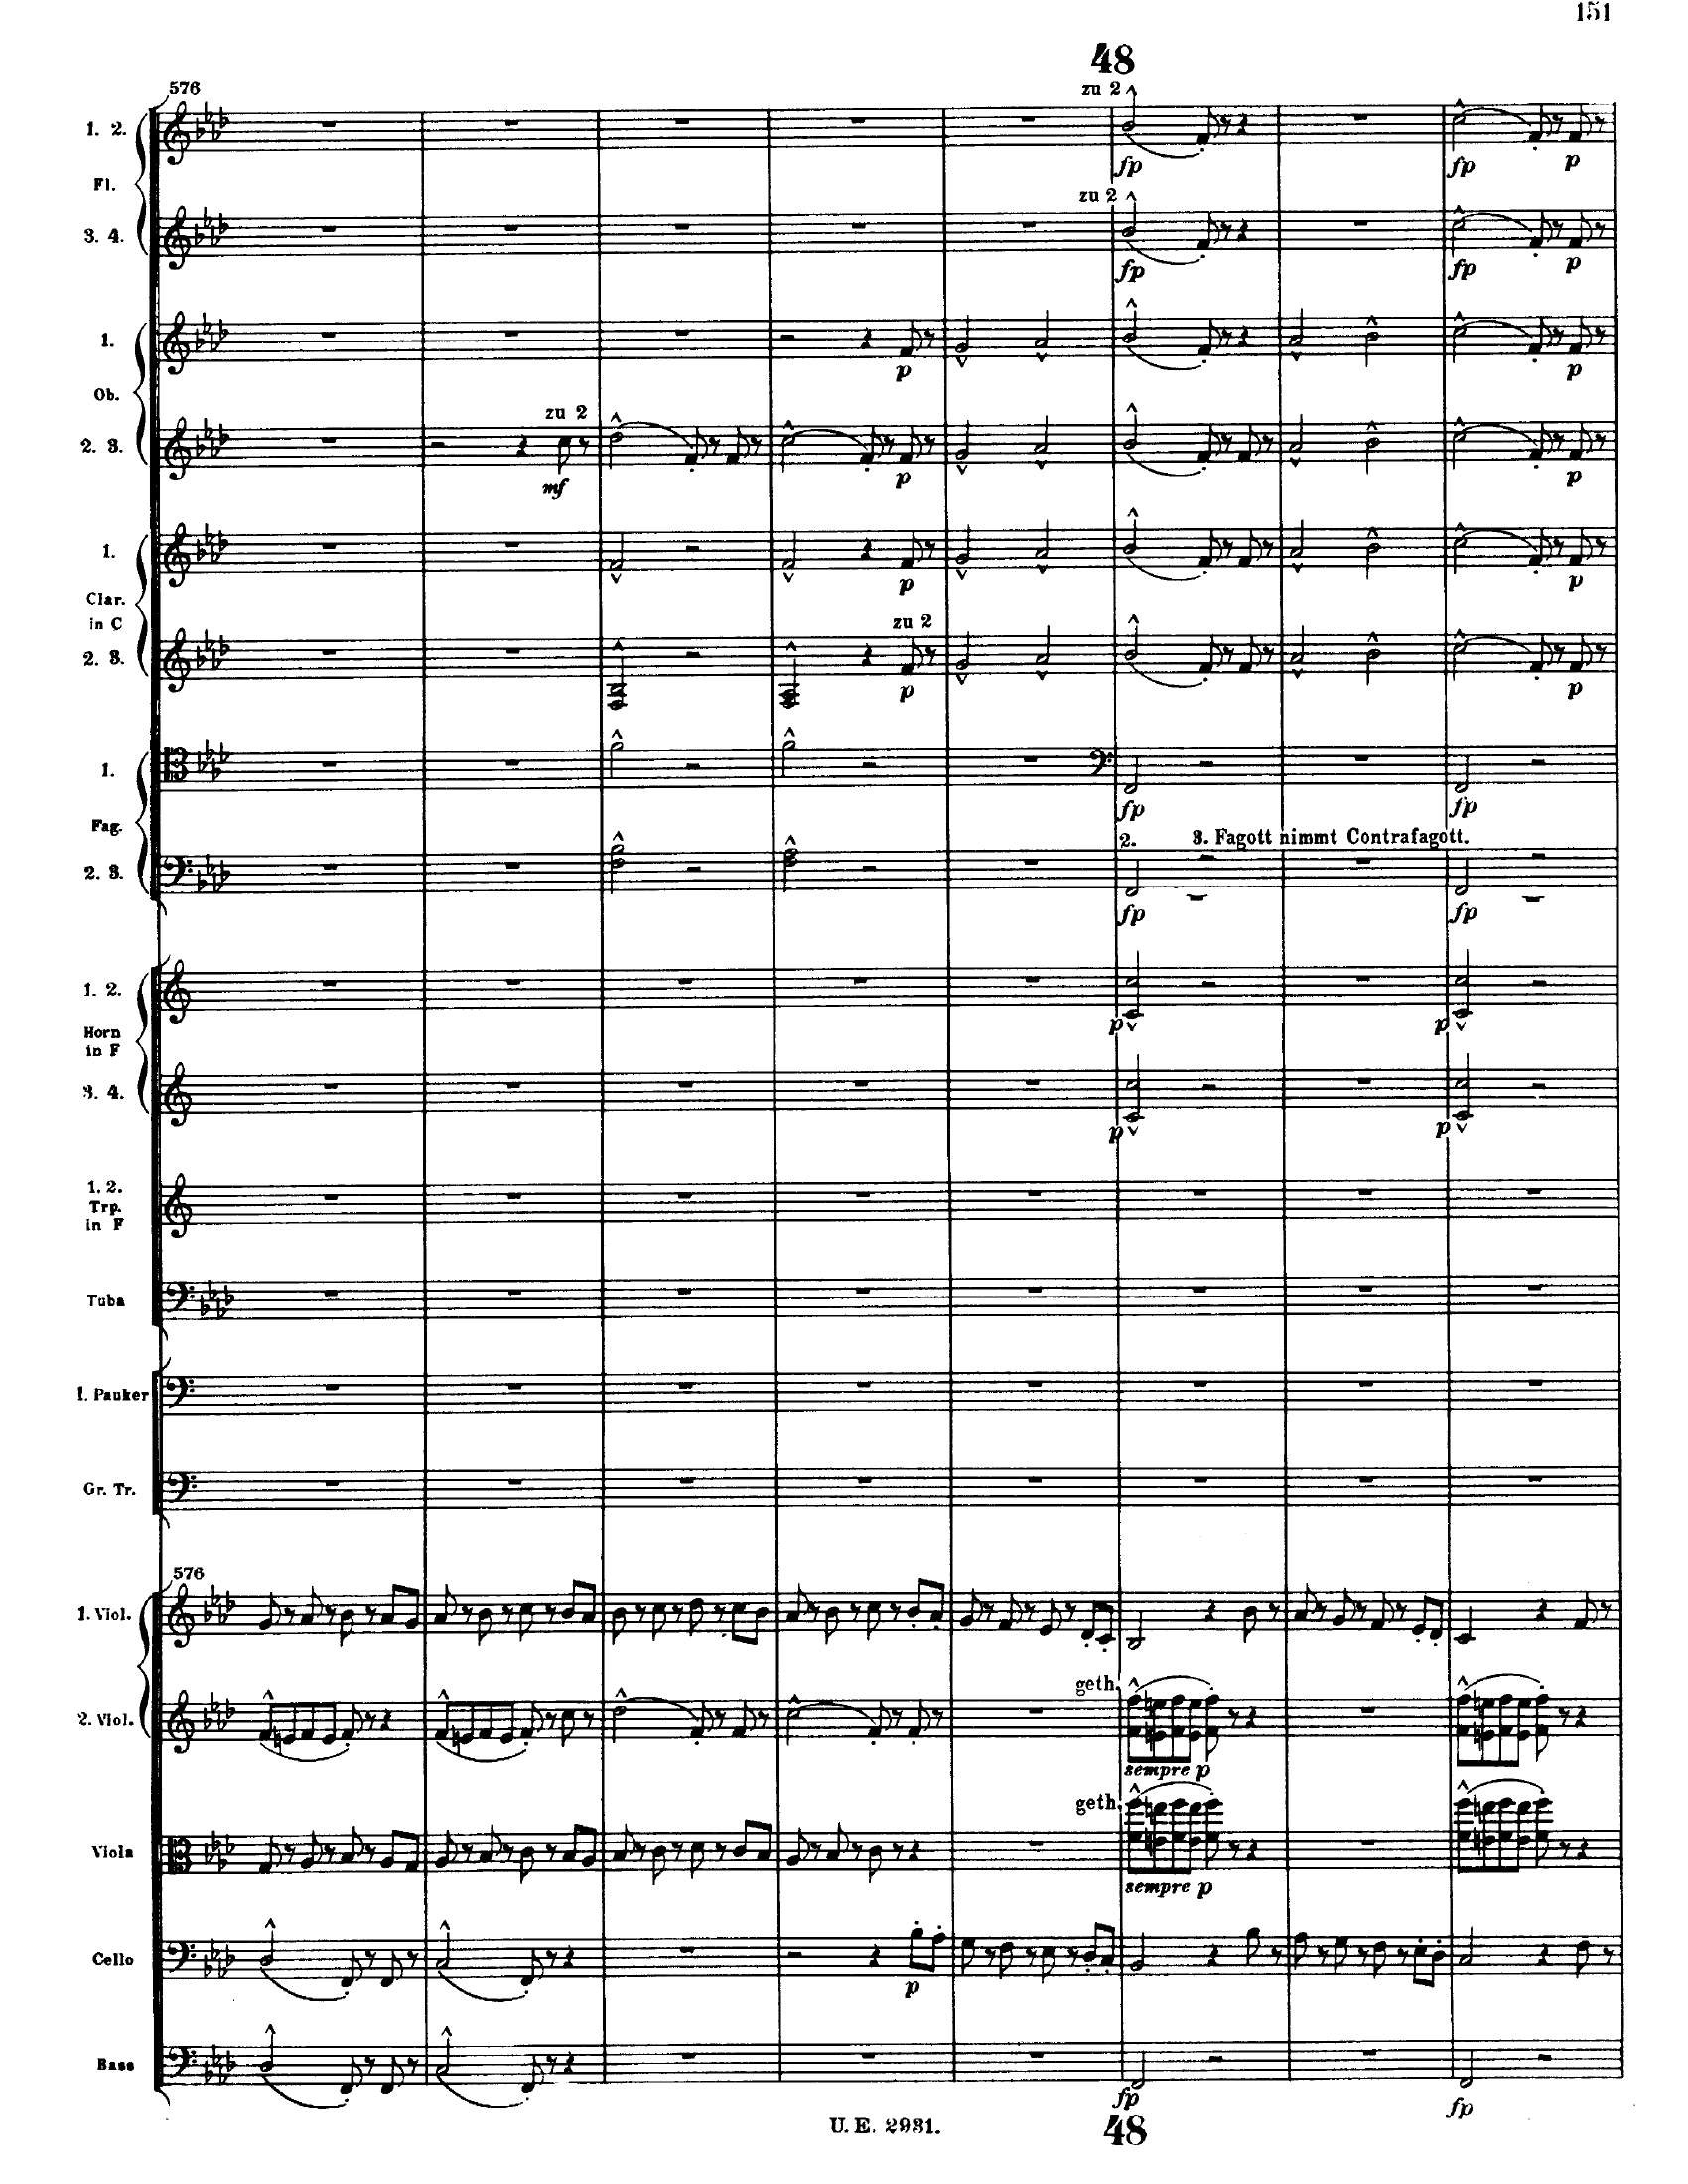 151
48
576
zu 2
1. 2.
fp
fp
p
Fl.
zu 2
3. 4.
fp
fp
p
1.
p
p
Ob.
zu 2
2. 3.
mf
p
p
1.
p
p
Clar.
in C
zu 2
2. 3.
p
p
1.
fp
fp
Fag.
2.
3. Fagott nimmt Contrafagott.
2. 3.
fp
fp
1. 2.
p
p
Horn
in F
3. 4.
p
p
1. 2.
Trp.
in F
Tuba
1. Pauker
Gr. Tr.
576
1. Viol.
geth.
2. Viol.
sempre p
geth.
Viola
sempre p
Cello
p
Bass
fp
fp
U. E. 2931.
48